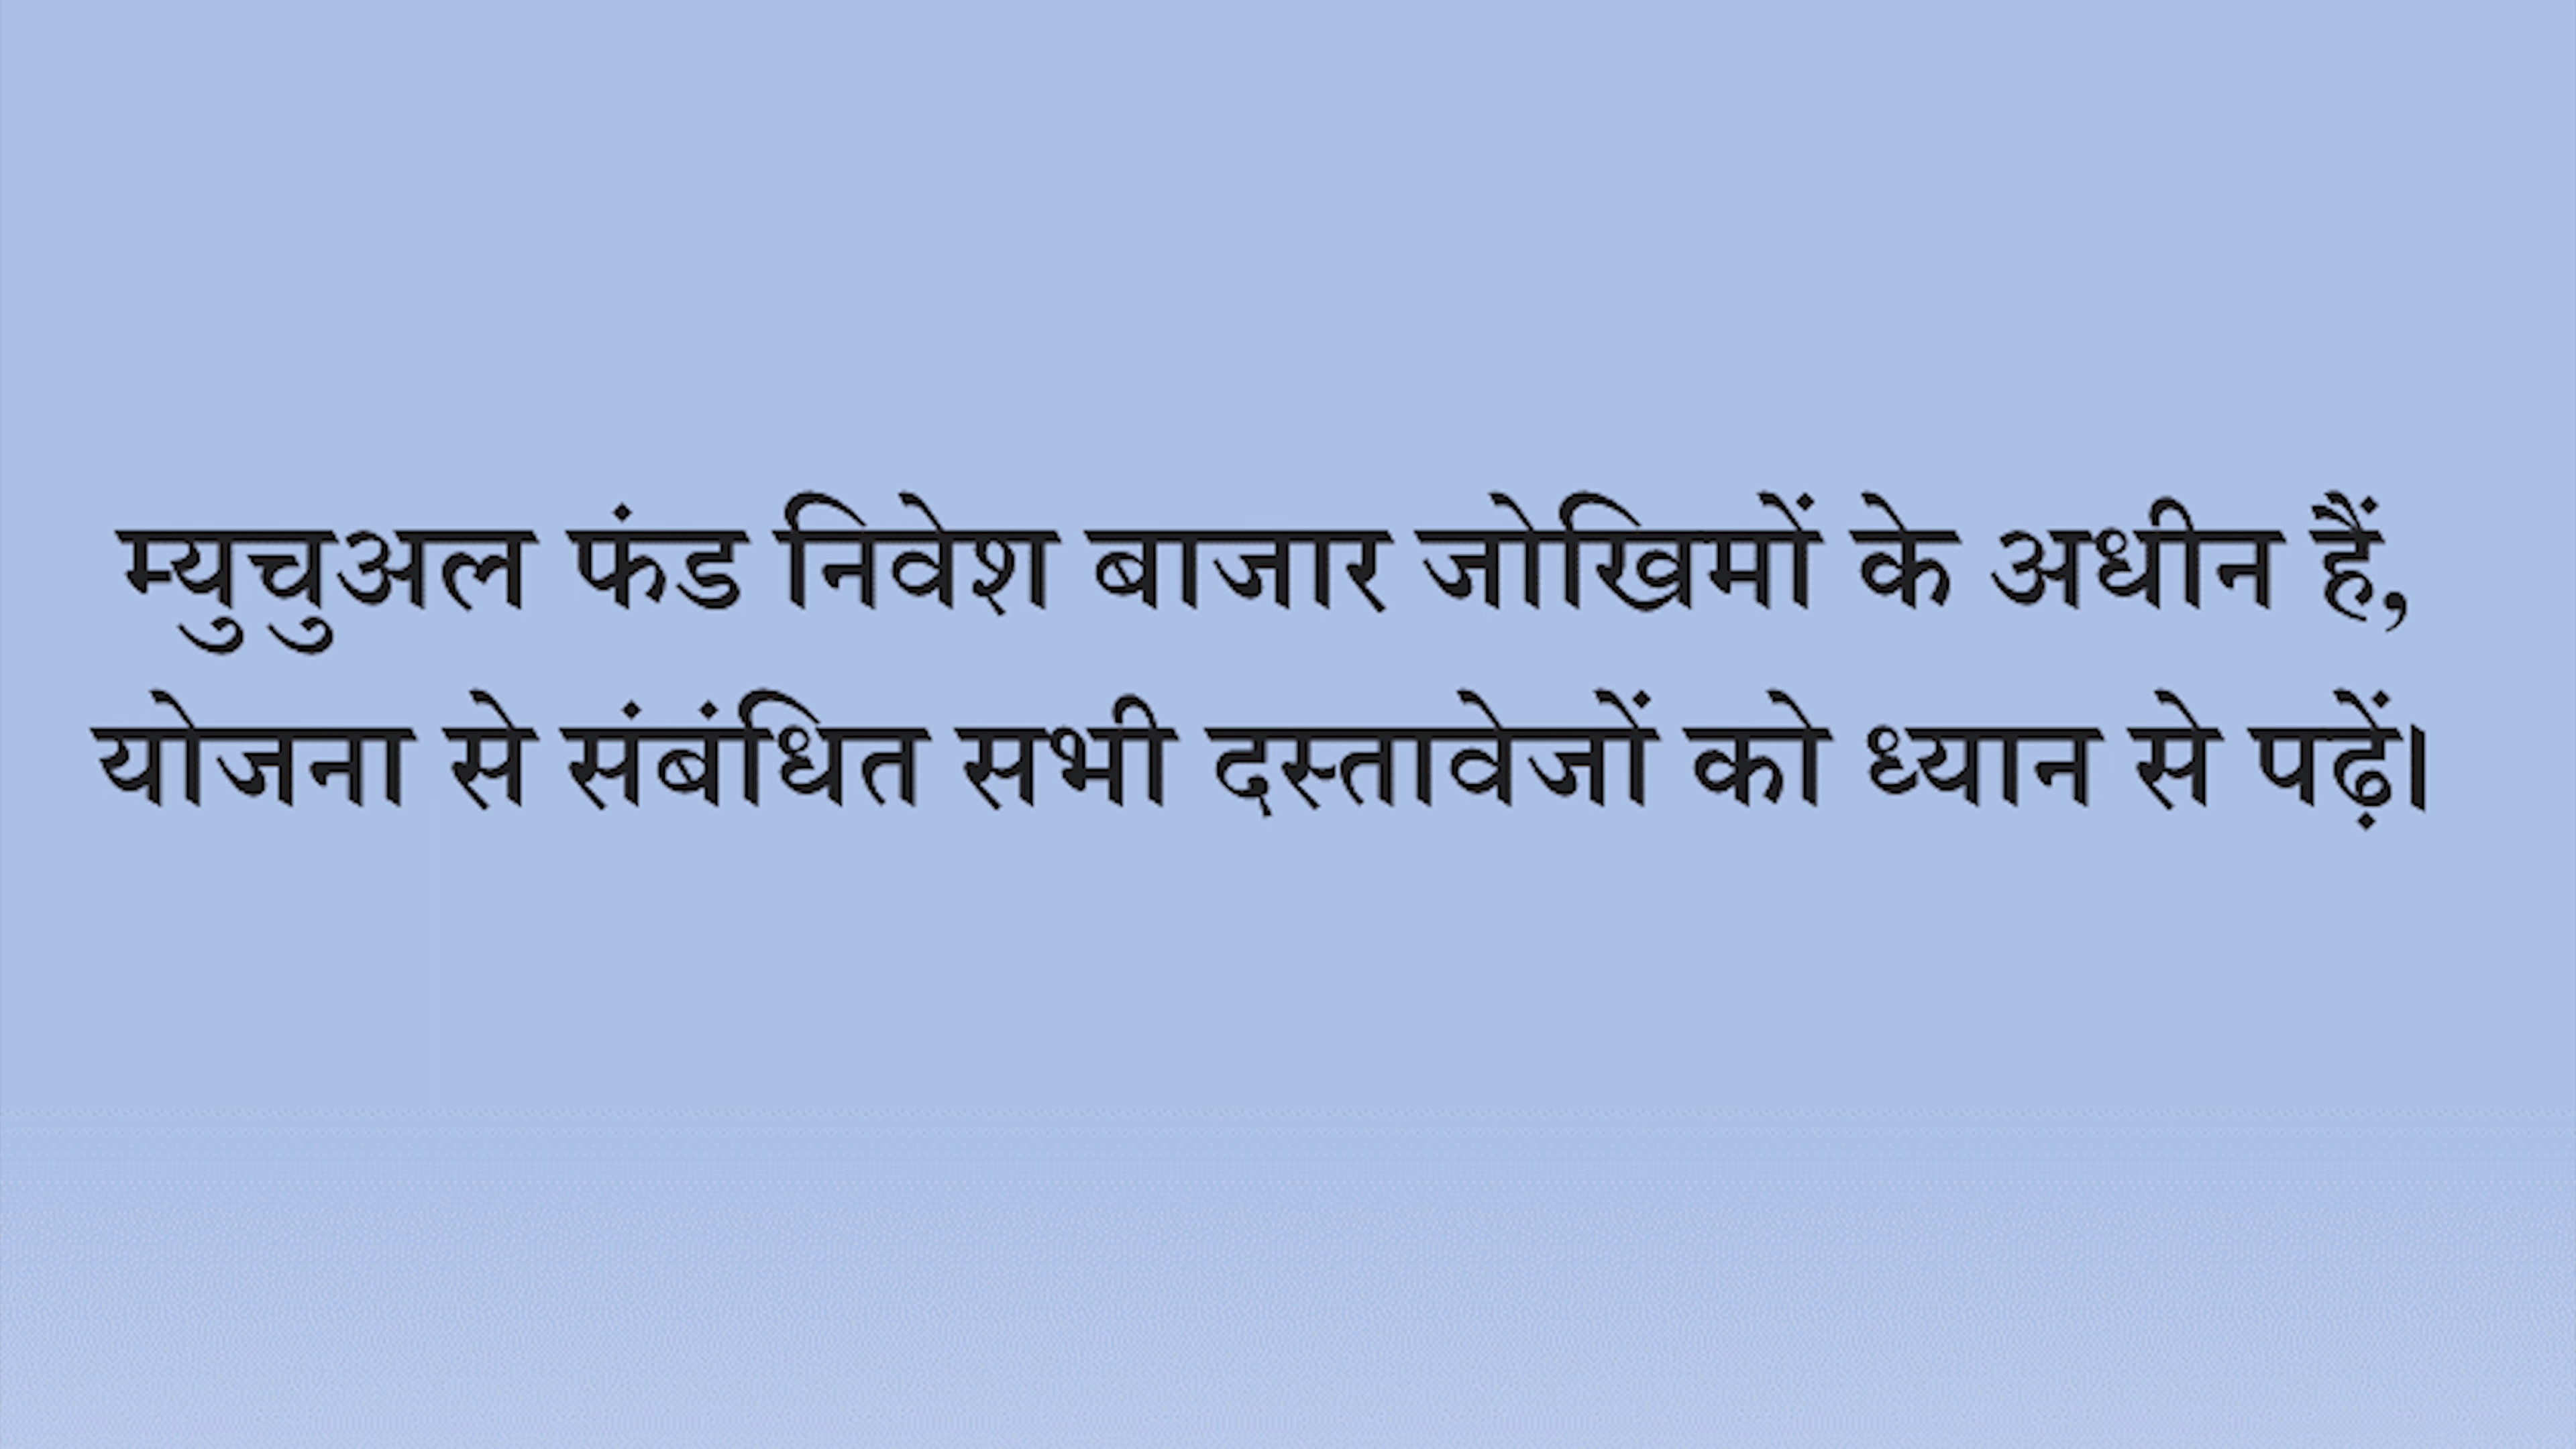 म्युचुअल फंड निवेश बाजार जोखिमों के अधीन हैं,
योजना से संबंधित सभी दस्तावेजों को ध्यान से पढ़ें।